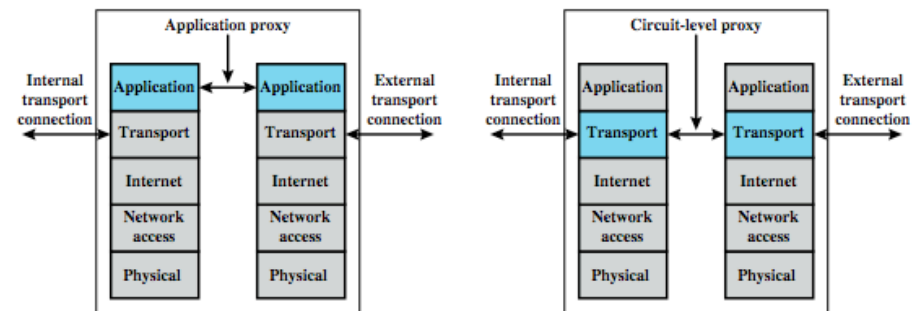 Application proxy
Internal
transport
connection
Application
Application
External
transport
connection
Transport
Transport
Internet
Internet
Network
access
Network
access
Physical
Physical
Circuit-level proxy
Internal
transport
connection
Application
Application
External
transport
connection
Transport
Transport
Internet
Internet
Network
access
Network
access
Physical
Physical